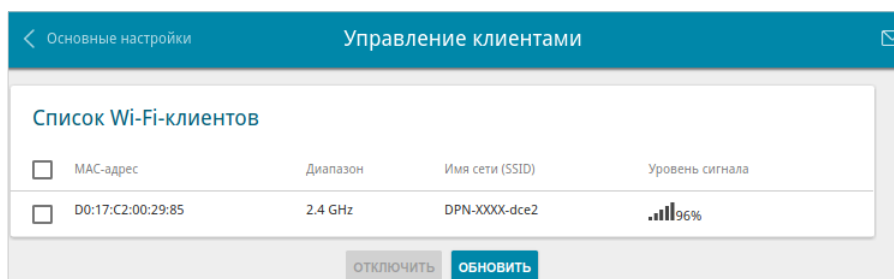 Основные настройки
Управление клиентами
Список Wi-Fi-клиентов
MAC-адрес Диапазон Имя сети (SSID) Уровень сигнала
D0:17:C2:00:29:85 2.4 GHz DPN-XXXX-dce2 96%
ОТКЛЮЧИТЬ ОБНОВИТЬ